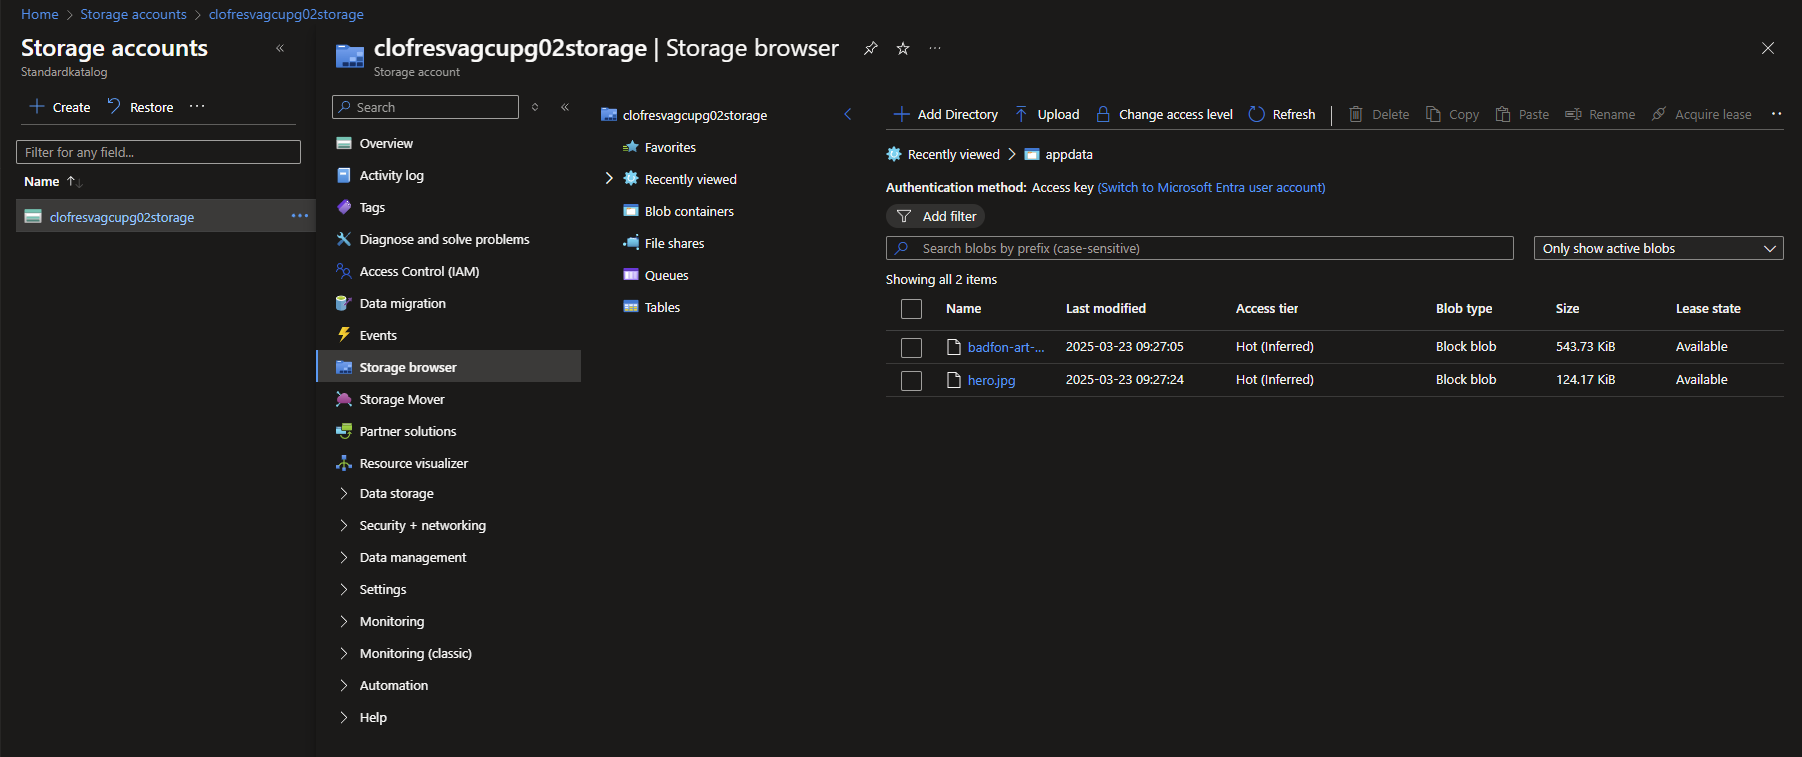 Home > Storage accounts > clofresvagcupg02storage
Storage accounts
Standardkatalog
Create Restore
Filter for any field...
Name
clofresvagcupg02storage
clofresvagcupg02storage | Storage browser
Storage account
Search
Overview
Activity log
Tags
Diagnose and solve problems
Access Control (IAM)
Data migration
Events
Storage browser
Storage Mover
Partner solutions
Resource visualizer
Data storage
Security + networking
Data management
Settings
Monitoring
Monitoring (classic)
Automation
Help
clofresvagcupg02storage
Favorites
Recently viewed
Blob containers
File shares
Queues
Tables
Add Directory Upload Change access level Refresh Delete Copy Paste Rename Acquire lease
Recently viewed > appdata
Authentication method: Access key (Switch to Microsoft Entra user account)
Add filter
Search blobs by prefix (case-sensitive) Only show active blobs
Showing all 2 items
Name Last modified Access tier Blob type Size Lease state
badfon-art-... 2025-03-23 09:27:05 Hot (Inferred) Block blob 543.73 KiB Available
hero.jpg 2025-03-23 09:27:24 Hot (Inferred) Block blob 124.17 KiB Available